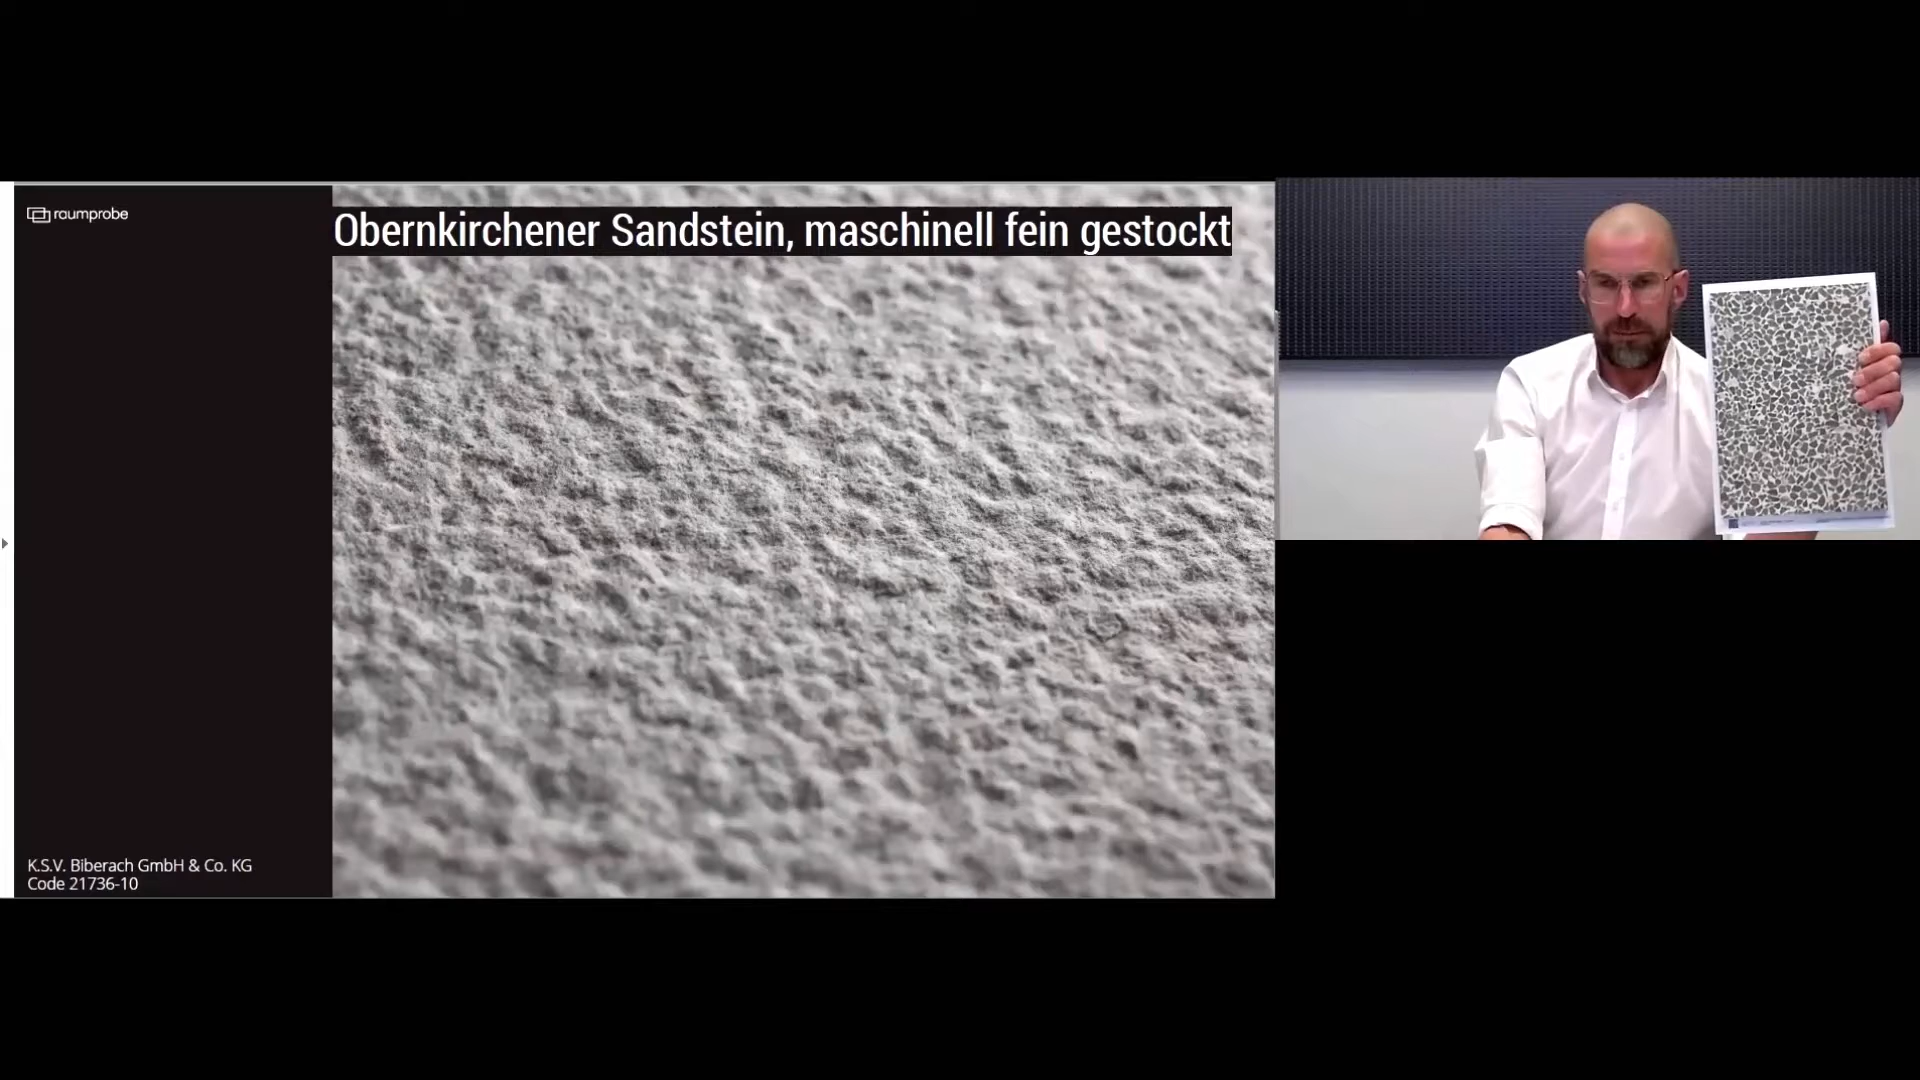 raumprobe
Obernkirchener Sandstein, maschinell fein gestockt
K.S.V. Biberach GmbH & Co. KG
Code 21736-10